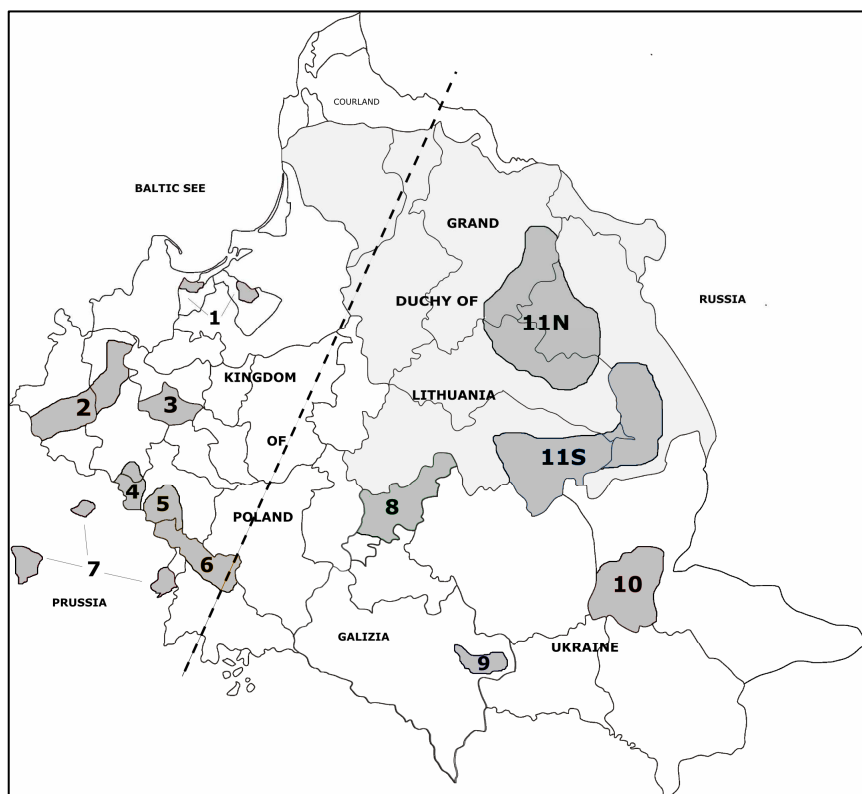 COURLAND
BALTIC SEE
GRAND
DUCHY OF
RUSSIA
11N
1
KINGDOM
LITHUANIA
2
3
OF
11S
4
5
8
POLAND
6
7
10
PRUSSIA
GALIZIA
UKRAINE
9